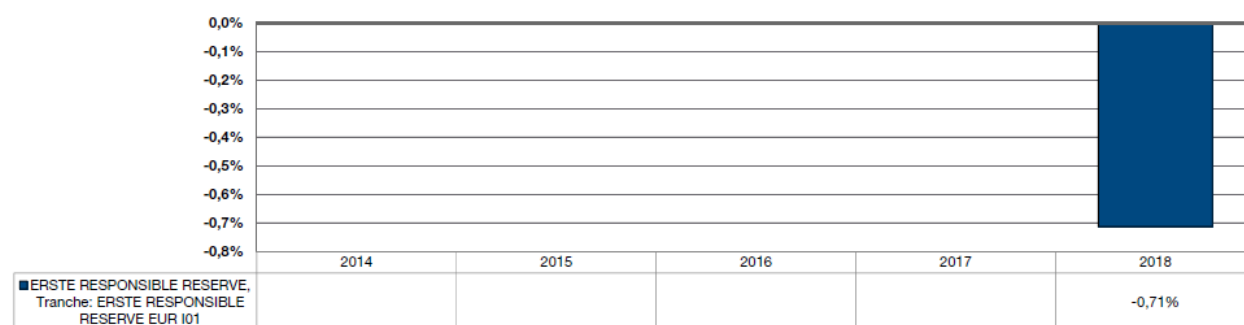 0,0%
-0,1%
-0,2%
-0,3%
-0,4%
-0,5%
-0,6%
-0,7%
-0,8%
2014 2015 2016 2017 2018
ERSTE RESPONSIBLE RESERVE,
Tranche: ERSTE RESPONSIBLE
RESERVE EUR I01
-0,71%